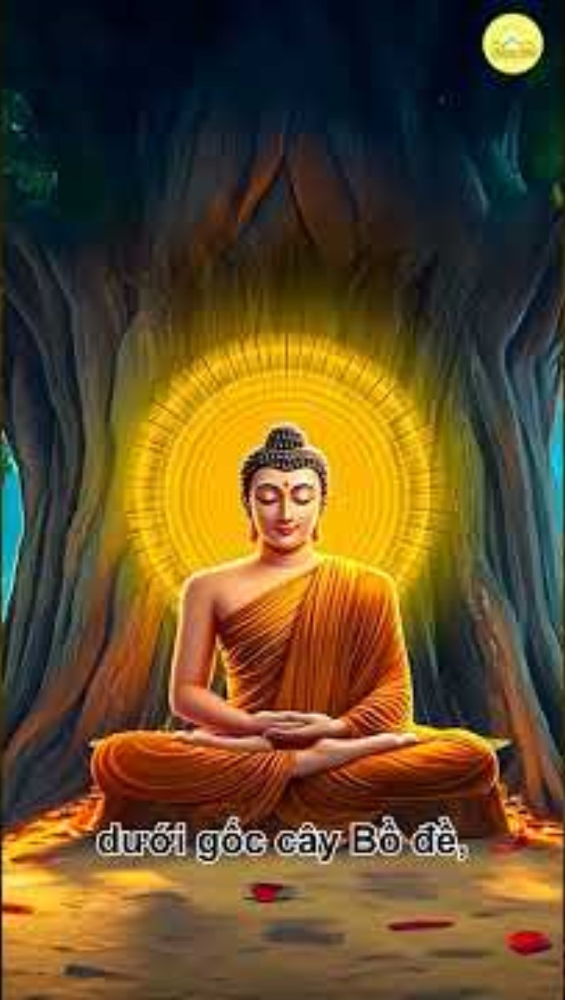 dưới gốc cây Bồ đề,